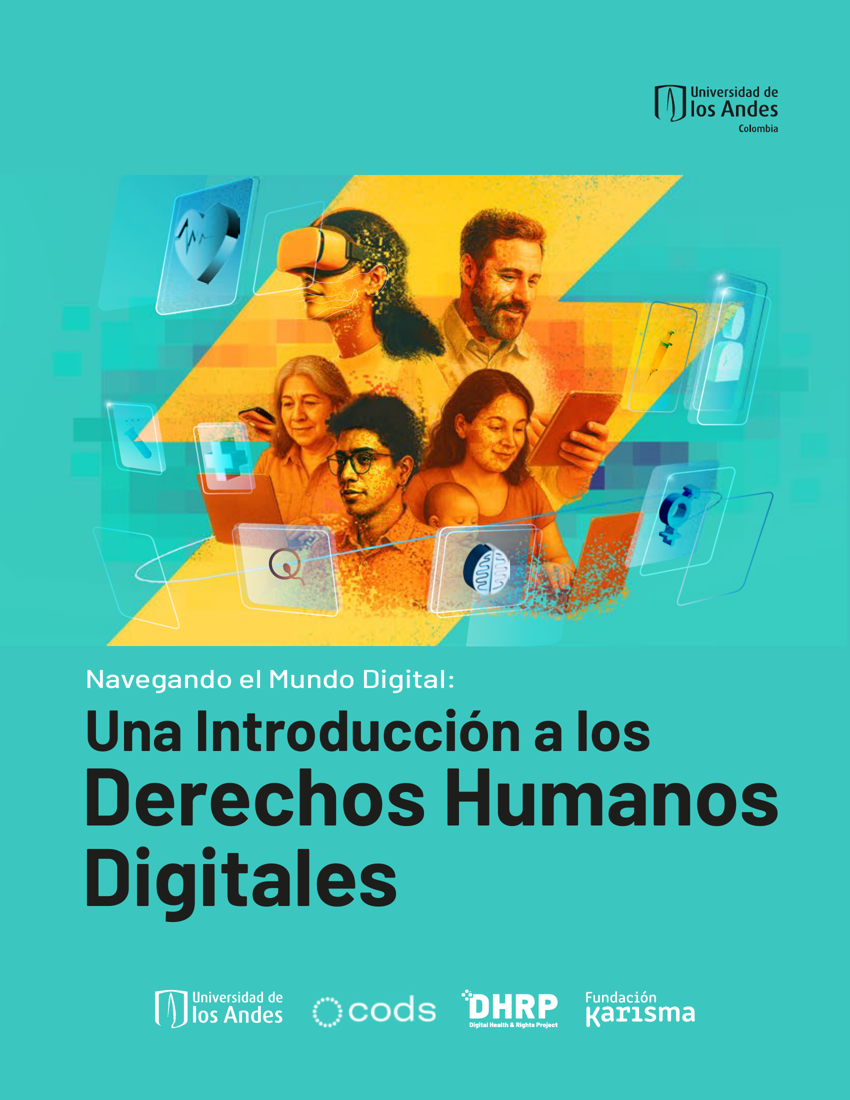 Universidad de
los Andes
Colombia
Navegando el Mundo Digital:
Una Introducción a los
Derechos Humanos
Digitales
Universidad de
los Andes
cods
DHRP
Digital Health & Rights Project
Fundación
Karisma